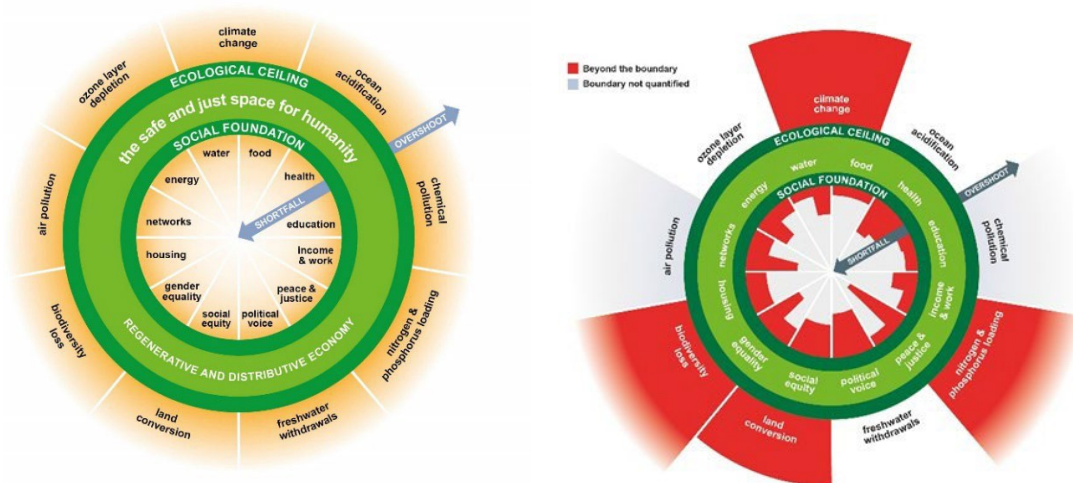 climate
change
ozone layer
depletion
ocean
acidification
ECOLOGICAL CEILING
the safe and just space for humanity
SOCIAL FOUNDATION
OVERSHOOT
water
food
energy
health
SHORTFALL
air pollution
chemical
pollution
networks
education
housing
Income
& work
gender
equality
peace &
justice
social
equity
political
voice
REGENERATIVE AND DISTRIBUTIVE ECONOMY
biodiversity
loss
nitrogen &
phosphorus loading
land
conversion
freshwater
withdrawals
Beyond the boundary
Boundary not quantified
climate
change
ozone layer
depletion
ocean
acidification
ECOLOGICAL CEILING
OVERSHOOT
water
food
SOCIAL FOUNDATION
energy
health
SHORTFALL
air pollution
chemical
pollution
networks
education
housing
income
& work
gender
equality
peace &
justice
social
equity
political
voice
biodiversity
loss
nitrogen &
phosphorus loading
land
conversion
freshwater
withdrawals